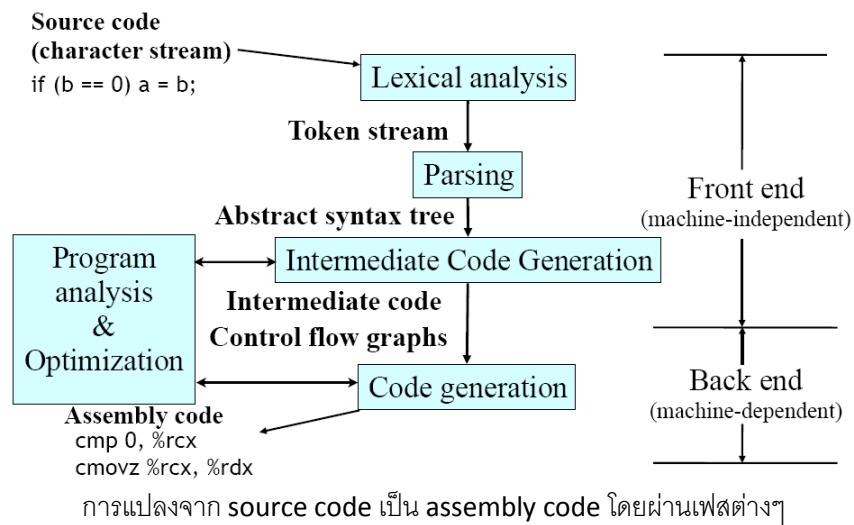 Source code
(character stream)
if (b == 0) a = b;
Lexical analysis
Token stream
Parsing
Abstract syntax tree
Intermediate Code Generation
Program
analysis
&
Optimization
Intermediate code
Control flow graphs
Code generation
Assembly code
cmp 0, %rcx
cmovz %rcx, %rdx
Front end
(machine-independent)
Back end
(machine-dependent)
การแปลงจาก source code เป็น assembly code โดยผ่านเฟสต่างๆ